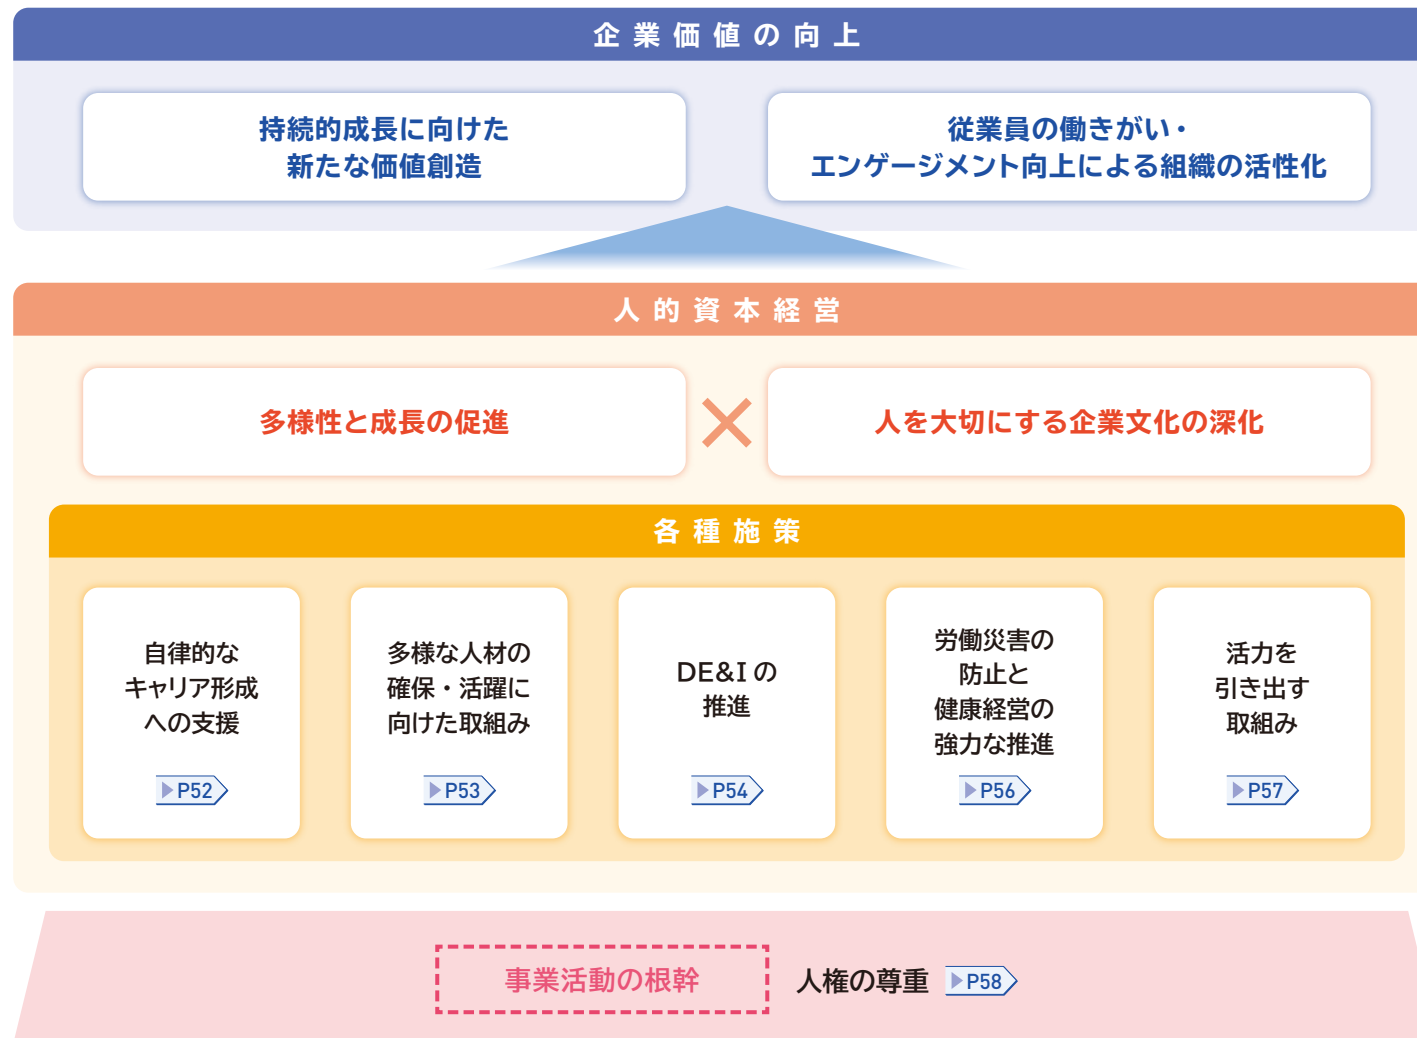 企業価値の向上
持続的成長に向けた
新たな価値創造
従業員の働きがい・
エンゲージメント向上による組織の活性化
人的資本経営
多様性と成長の促進
×
人を大切にする企業文化の深化
各種施策
自律的な
キャリア形成
への支援
▶P52
多様な人材の
確保・活躍に
向けた取組み
▶P53
DE&Iの
推進
▶P54
労働災害の
防止と
健康経営の
強力な推進
▶P56
活力を
引き出す
取組み
▶P57
事業活動の根幹 人権の尊重 ▶P58